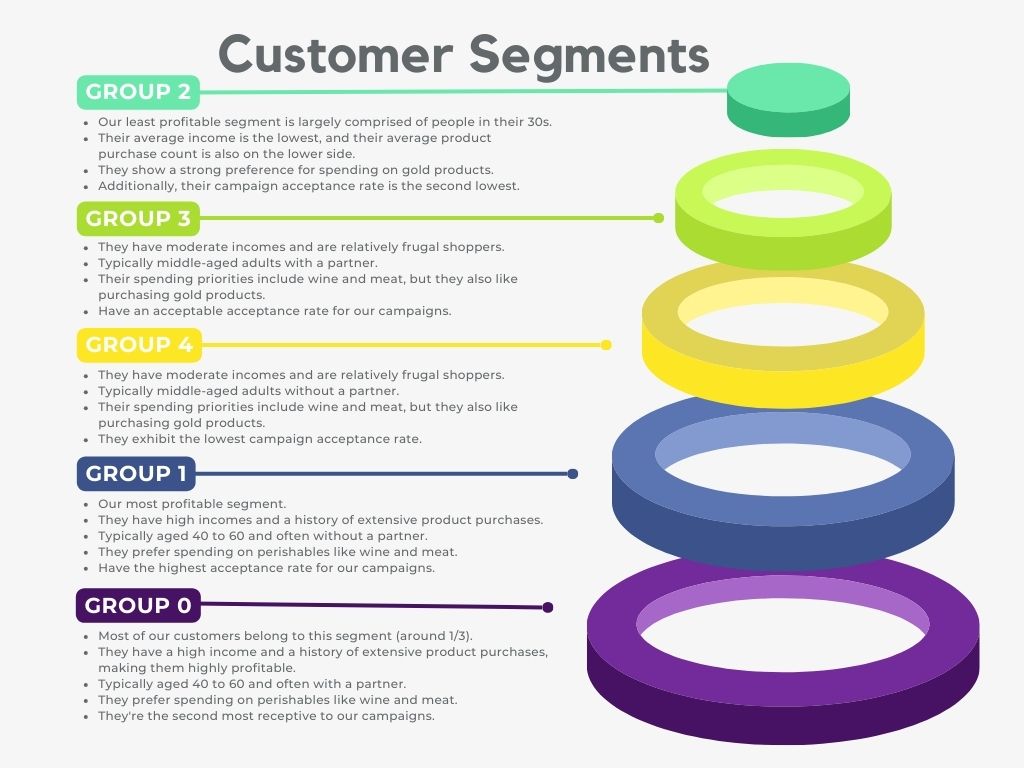 Customer Segments
GROUP 2
• Our least profitable segment is largely comprised of people in their 30s.
• Their average income is the lowest, and their average product
purchase count is also on the lower side.
• They show a strong preference for spending on gold products.
• Additionally, their campaign acceptance rate is the second lowest.
GROUP 3
• They have moderate incomes and are relatively frugal shoppers.
• Typically middle-aged adults with a partner.
• Their spending priorities include wine and meat, but they also like
purchasing gold products.
• Have an acceptable acceptance rate for our campaigns.
GROUP 4
• They have moderate incomes and are relatively frugal shoppers.
• Typically middle-aged adults without a partner.
• Their spending priorities include wine and meat, but they also like
purchasing gold products.
• They exhibit the lowest campaign acceptance rate.
GROUP 1
• Our most profitable segment.
• They have high incomes and a history of extensive product purchases.
• Typically aged 40 to 60 and often without a partner.
• They prefer spending on perishables like wine and meat.
• Have the highest acceptance rate for our campaigns.
GROUP 0
• Most of our customers belong to this segment (around 1/3).
• They have a high income and a history of extensive product purchases,
making them highly profitable.
• Typically aged 40 to 60 and often with a partner.
• They prefer spending on perishables like wine and meat.
• They're the second most receptive to our campaigns.